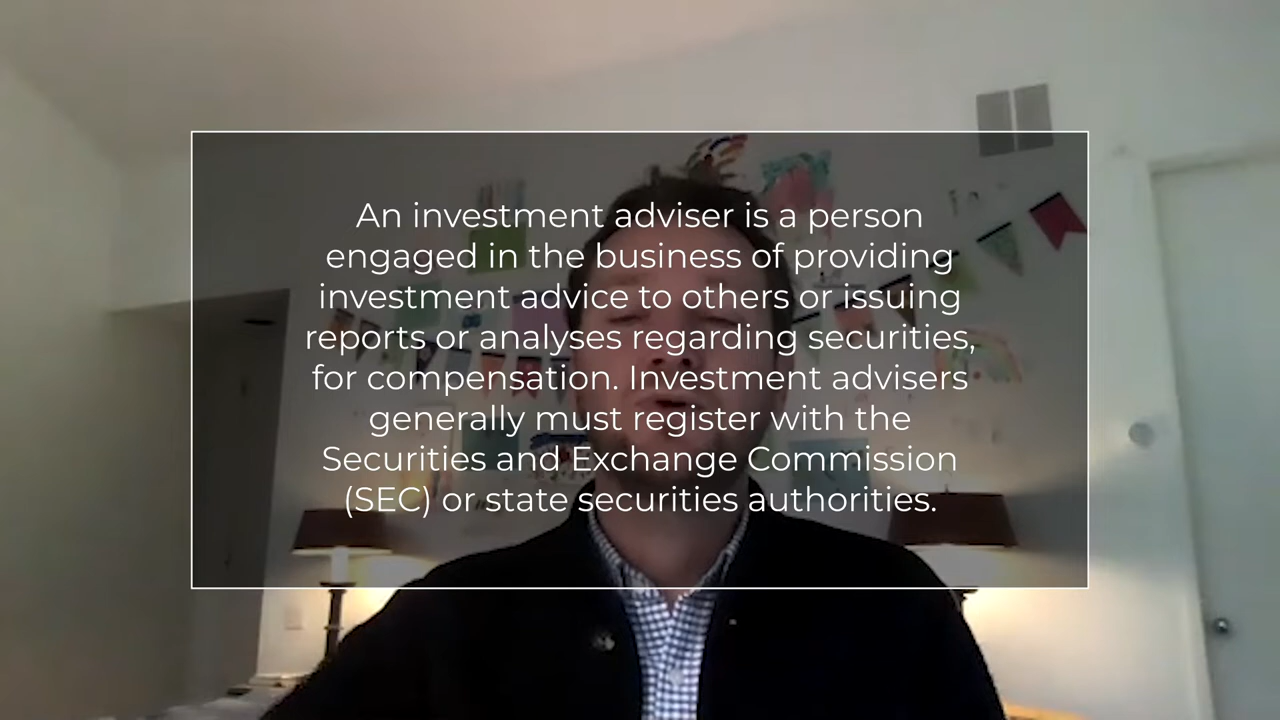 An investment adviser is a person
engaged in the business of providing
investment advice to others or issuing
reports or analyses regarding securities,
for compensation. Investment advisers
generally must register with the
Securities and Exchange Commission
(SEC) or state securities authorities.